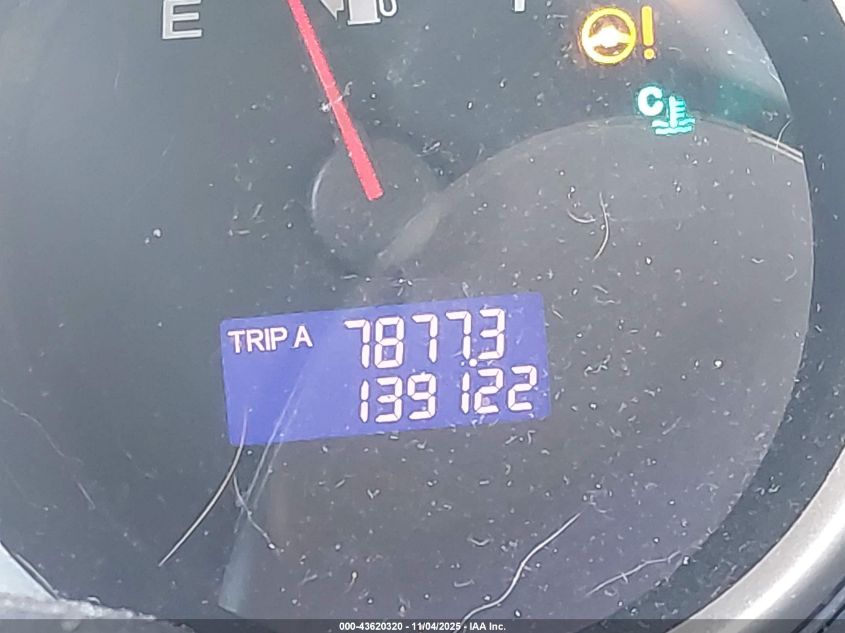 E
C
TRIP A 7877.3
139122
000-43620320 - 11/04/2025 - IAA Inc.